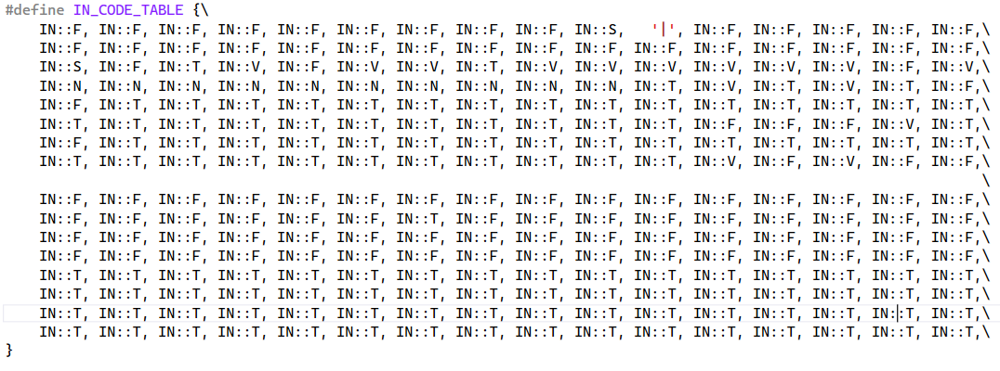 #define IN_CODE_TABLE {\
    IN::F, IN::F, IN::F, IN::F, IN::F, IN::F, IN::F, IN::F, IN::F, IN::S,   '|', IN::F, IN::F, IN::F, IN::F, IN::F,\
    IN::F, IN::F, IN::F, IN::F, IN::F, IN::F, IN::F, IN::F, IN::F, IN::F, IN::F, IN::F, IN::F, IN::F, IN::F, IN::F,\
    IN::S, IN::F, IN::T, IN::V, IN::F, IN::V, IN::V, IN::T, IN::V, IN::V, IN::V, IN::V, IN::V, IN::V, IN::F, IN::V,\
    IN::N, IN::N, IN::N, IN::N, IN::N, IN::N, IN::N, IN::N, IN::N, IN::N, IN::T, IN::V, IN::T, IN::V, IN::T, IN::F,\
    IN::F, IN::T, IN::T, IN::T, IN::T, IN::T, IN::T, IN::T, IN::T, IN::T, IN::T, IN::T, IN::T, IN::T, IN::T, IN::T,\
    IN::T, IN::T, IN::T, IN::T, IN::T, IN::T, IN::T, IN::T, IN::T, IN::T, IN::T, IN::F, IN::F, IN::F, IN::V, IN::T,\
    IN::F, IN::T, IN::T, IN::T, IN::T, IN::T, IN::T, IN::T, IN::T, IN::T, IN::T, IN::T, IN::T, IN::T, IN::T, IN::T,\
    IN::T, IN::T, IN::T, IN::T, IN::T, IN::T, IN::T, IN::T, IN::T, IN::T, IN::T, IN::V, IN::F, IN::V, IN::F, IN::F,\
    \
    IN::F, IN::F, IN::F, IN::F, IN::F, IN::F, IN::F, IN::F, IN::F, IN::F, IN::F, IN::F, IN::F, IN::F, IN::F, IN::F,\
    IN::F, IN::F, IN::F, IN::F, IN::F, IN::F, IN::T, IN::F, IN::F, IN::F, IN::F, IN::F, IN::F, IN::F, IN::F, IN::F,\
    IN::F, IN::F, IN::F, IN::F, IN::F, IN::F, IN::F, IN::F, IN::F, IN::F, IN::F, IN::F, IN::F, IN::F, IN::F, IN::F,\
    IN::F, IN::F, IN::F, IN::F, IN::F, IN::F, IN::F, IN::F, IN::F, IN::F, IN::F, IN::F, IN::F, IN::F, IN::F, IN::F,\
    IN::T, IN::T, IN::T, IN::T, IN::T, IN::T, IN::T, IN::T, IN::T, IN::T, IN::T, IN::T, IN::T, IN::T, IN::T, IN::T,\
    IN::T, IN::T, IN::T, IN::T, IN::T, IN::T, IN::T, IN::T, IN::T, IN::T, IN::T, IN::T, IN::T, IN::T, IN::T, IN::T,\
    IN::T, IN::T, IN::T, IN::T, IN::T, IN::T, IN::T, IN::T, IN::T, IN::T, IN::T, IN::T, IN::T, IN::T, IN::T, IN::T,\
    IN::T, IN::T, IN::T, IN::T, IN::T, IN::T, IN::T, IN::T, IN::T, IN::T, IN::T, IN::T, IN::T, IN::T, IN::T, IN::T,\
}